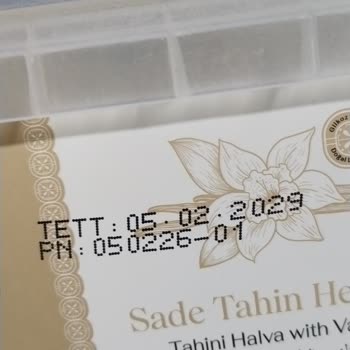 TETT:05.02.2029
PN:050226-01
Sade Tahin He
Tahini Halva with Va